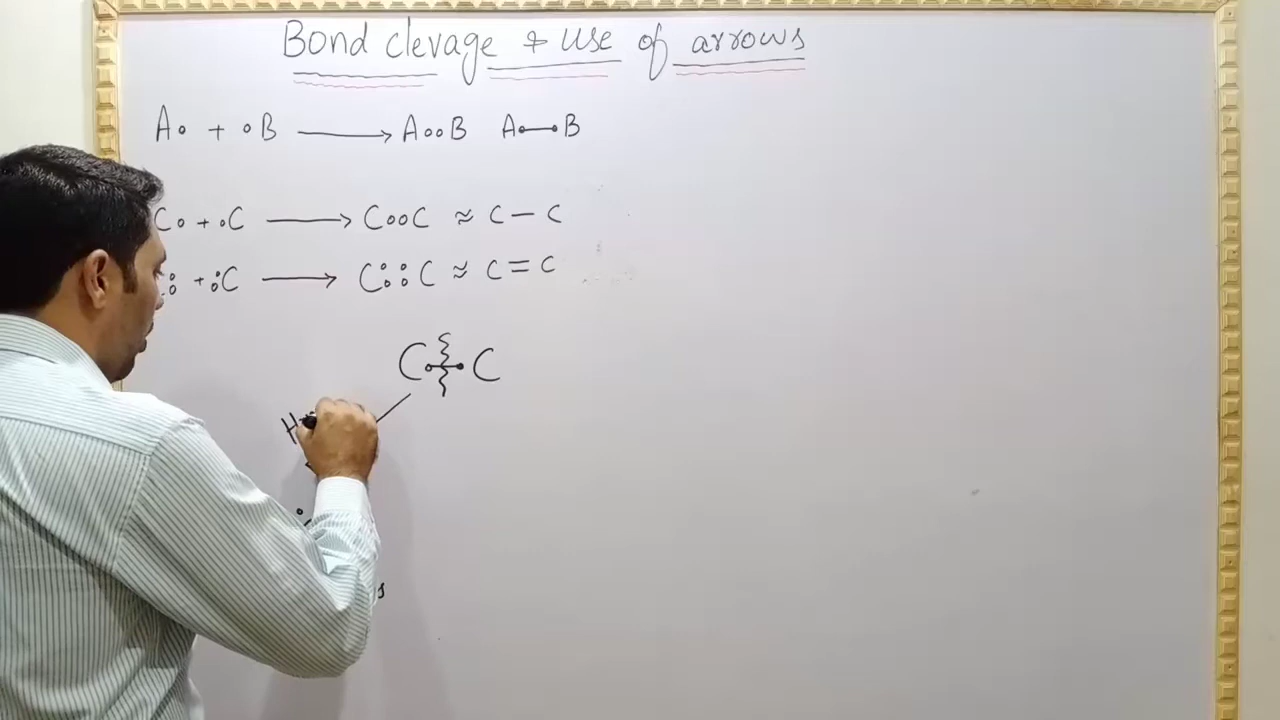 Bond clevage + use of arrows
A• + •B ⟶ A••B A•—•B
C• + •C ⟶ C••C ≈ C — C
: + :C ⟶ C::C ≈ C = C
C•—•C
H
s